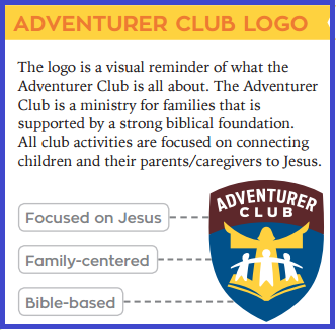 ADVENTURER CLUB LOGO
The logo is a visual reminder of what the
Adventurer Club is all about. The Adventurer
Club is a ministry for families that is
supported by a strong biblical foundation.
All club activities are focused on connecting
children and their parents/caregivers to Jesus.
ADVENTURER
CLUB
Focused on Jesus
Family-centered
Bible-based